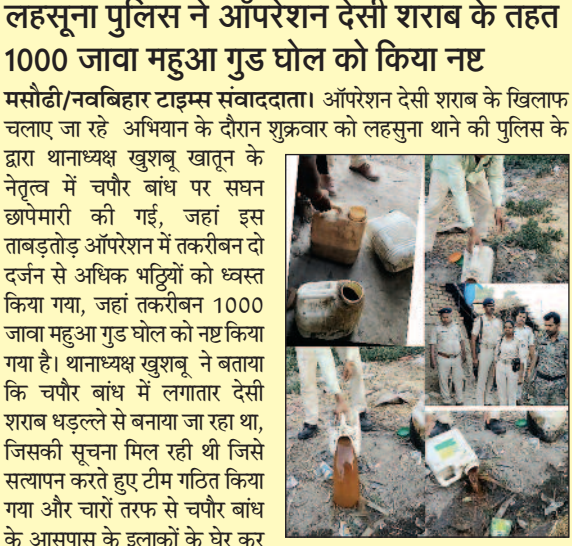 लहसूना पुलिस ने ऑपरेशन देसी शराब के तहत
1000 जावा महुआ गुड घोल को किया नष्ट
मसौढी/नवबिहार टाइम्स संवाददाता। ऑपरेशन देसी शराब के खिलाफ
चलाए जा रहे अभियान के दौरान शुक्रवार को लहसुना थाने की पुलिस के
द्वारा थानाध्यक्ष खुशबू खातून के
नेतृत्व में चपौर बांध पर सघन
छापेमारी की गई, जहां इस
ताबड़तोड़ ऑपरेशन में तकरीबन दो
दर्जन से अधिक भठ्ठियों को ध्वस्त
किया गया, जहां तकरीबन 1000
जावा महुआ गुड घोल को नष्ट किया
गया है। थानाध्यक्ष खुशबू ने बताया
कि चपौर बांध में लगातार देसी
शराब धड़ल्ले से बनाया जा रहा था,
जिसकी सूचना मिल रही थी जिसे
सत्यापन करते हुए टीम गठित किया
गया और चारों तरफ से चपौर बांध
के आसपास के इलाकों के घेर कर